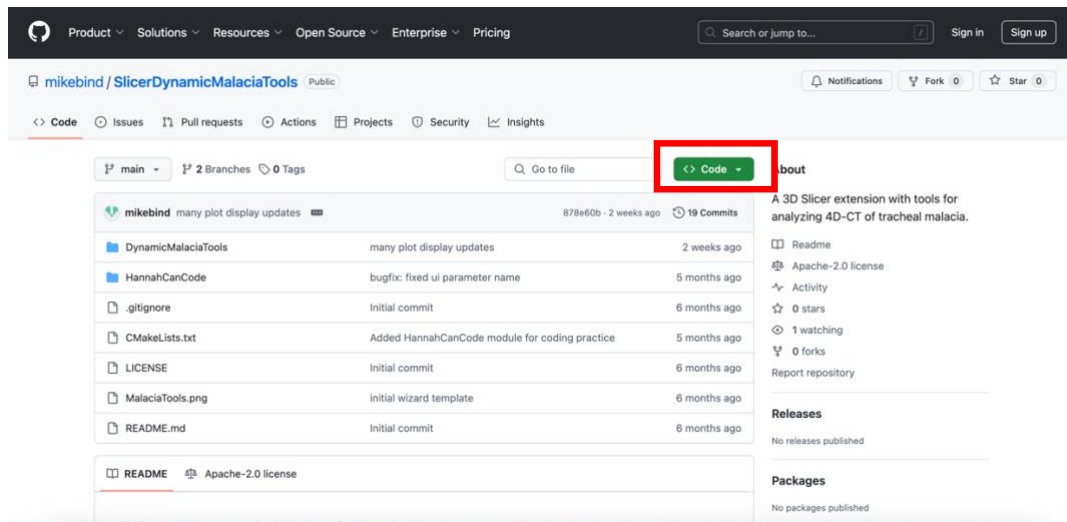 Product Solutions Resources Open Source Enterprise Pricing Search or jump to... / Sign in Sign up
mikebind / SlicerDynamicMalaciaTools Public Notifications Fork 0 Star 0
Code Issues Pull requests Actions Projects Security Insights
main 2 Branches 0 Tags Go to file Code
About
A 3D Slicer extension with tools for
analyzing 4D-CT of tracheal malacia.
mikebind many plot display updates 878e60b · 2 weeks ago 19 Commits
DynamicMalaciaTools many plot display updates 2 weeks ago
HannahCanCode bugfix: fixed ui parameter name 5 months ago
.gitignore Initial commit 6 months ago
CMakeLists.txt Added HannahCanCode module for coding practice 5 months ago
LICENSE Initial commit 6 months ago
MalaciaTools.png initial wizard template 6 months ago
README.md Initial commit 6 months ago
README Apache-2.0 license
Readme
Apache-2.0 license
Activity
0 stars
1 watching
0 forks
Report repository
Releases
No releases published
Packages
No packages published